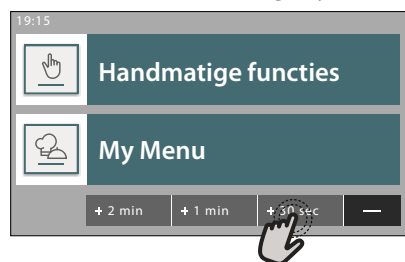 19:15
Handmatige functies
My Menu
+ 2 min + 1 min + 30 sec —